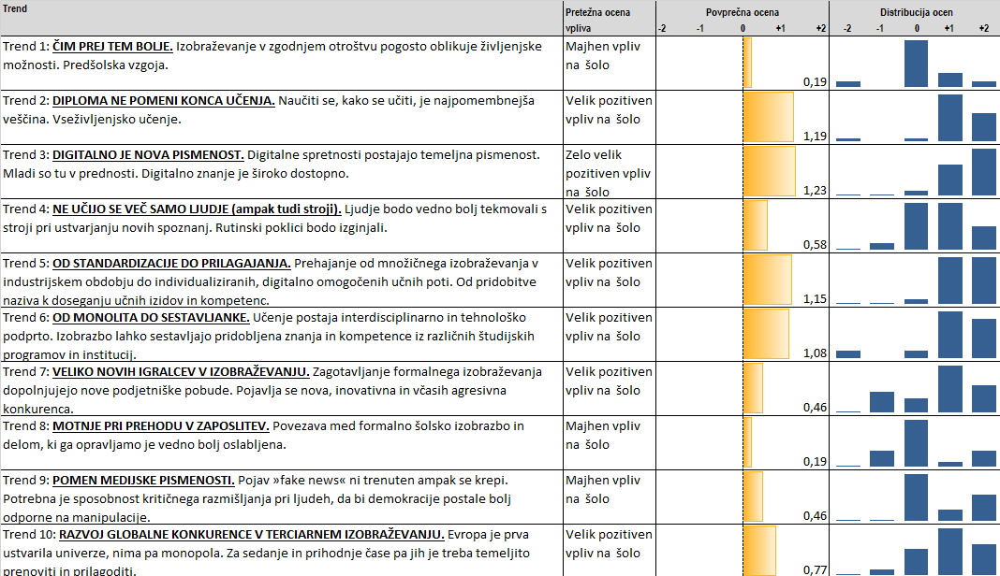 Trend
Pretežna ocena
vpliva
Povprečna ocena
-2 -1 0 +1 +2
Distribucija ocen
-2 -1 0 +1 +2
Trend 1: ČIM PREJ TEM BOLJE. Izobraževanje v zgodnjem otroštvu pogosto oblikuje življenjske
možnosti. Predšolska vzgoja.
Majhen vpliv
na šolo
0,19
Trend 2: DIPLOMA NE POMENI KONCA UČENJA. Naučiti se, kako se učiti, je najpomembnejša
veščina. Vseživljenjsko učenje.
Velik pozitiven
vpliv na šolo
1,19
Trend 3: DIGITALNO JE NOVA PISMENOST. Digitalne spretnosti postajajo temeljna pismenost.
Mladi so tu v prednosti. Digitalno znanje je široko dostopno.
Zelo velik
pozitiven vpliv
na šolo
1,23
Trend 4: NE UČIJO SE VEČ SAMO LJUDJE (ampak tudi stroji). Ljudje bodo vedno bolj tekmovali s
stroji pri ustvarjanju novih spoznanj. Rutinski poklici bodo izginjali.
Velik pozitiven
vpliv na šolo
0,58
Trend 5: OD STANDARDIZACIJE DO PRILAGAJANJA. Prehajanje od množičnega izobraževanja v
industrijskem obdobju do individualiziranih, digitalno omogočenih učnih poti. Od pridobitve
naziva k doseganju učnih izidov in kompetenc.
Velik pozitiven
vpliv na šolo
1,15
Trend 6: OD MONOLITA DO SESTAVLJANKE. Učenje postaja interdisciplinarno in tehnološko
podprto. Izobrazbo lahko sestavljajo pridobljena znanja in kompetence iz različnih študijskih
programov in institucij.
Velik pozitiven
vpliv na šolo
1,08
Trend 7: VELIKO NOVIH IGRALCEV V IZOBRAŽEVANJU. Zagotavljanje formalnega izobraževanja
dopolnjujejo nove podjetniške pobude. Pojavlja se nova, inovativna in včasih agresivna
konkurenca.
Velik pozitiven
vpliv na šolo
0,46
Trend 8: MOTNJE PRI PREHODU V ZAPOSLITEV. Povezava med formalno šolsko izobrazbo in
delom, ki ga opravljamo je vedno bolj oslabljena.
Majhen vpliv
na šolo
0,19
Trend 9: POMEN MEDIJSKE PISMENOSTI. Pojav »fake news« ni trenuten ampak se krepi.
Potrebna je sposobnost kritičnega razmišljanja pri ljudeh, da bi demokracije postale bolj
odporne na manipulacije.
Majhen vpliv
na šolo
0,46
Trend 10: RAZVOJ GLOBALNE KONKURENCE V TERCIARNEM IZOBRAŽEVANJU. Evropa je prva
ustvarila univerze, nima pa monopola. Za sedanje in prihodnje čase pa jih je treba temeljito
prenoviti in prilagoditi.
Velik pozitiven
vpliv na šolo
0,77